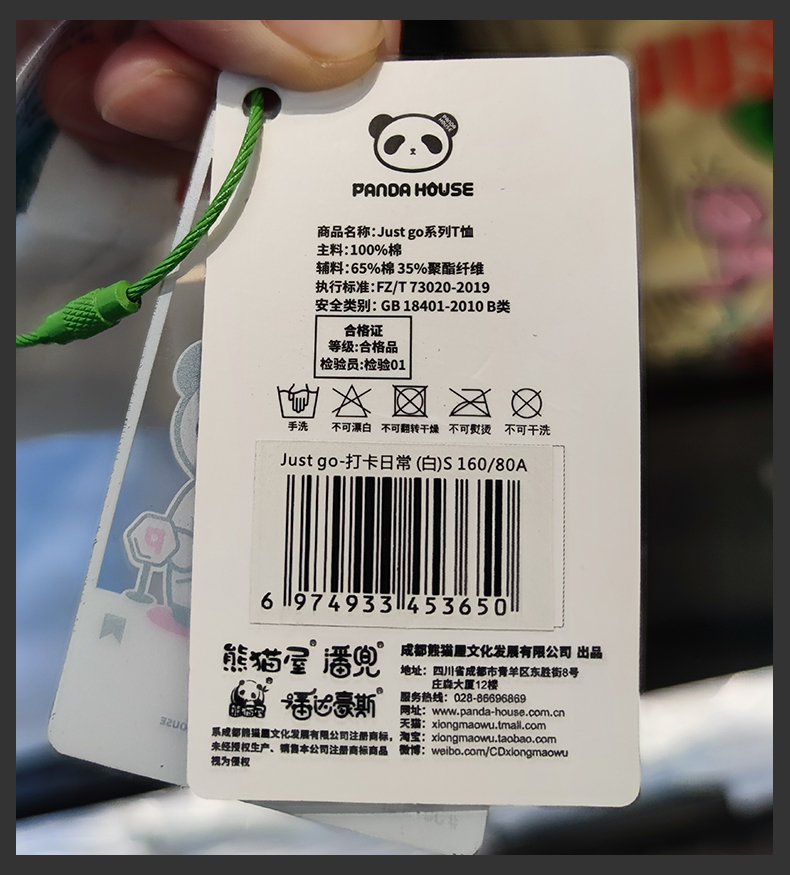 PANDA HOUSE
PANDA HOUSE
商品名称:Just go系列T恤
主料:100%棉
辅料:65%棉 35%聚酯纤维
执行标准:FZ/T 73020-2019
安全类别: GB 18401-2010 B类
合格证
等级:合格品
检验员:检验01
手洗 不可漂白 不可翻转干燥 不可熨烫 不可干洗
Just go-打卡日常 (白)S 160/80A
6 974933 453650
熊猫屋® 潘兜®
熊猫屋® 潘达豪斯®
系成都熊猫屋文化发展有限公司注册商标,
未经授权生产、销售本公司注册商标商品
视为侵权
成都熊猫屋文化发展有限公司 出品
地址: 四川省成都市青羊区东胜街8号
庄森大厦12楼
服务热线: 028-86696869
网址: www.panda-house.com.cn
天猫: xiongmaowu.tmall.com
淘宝: xiongmaowu.taobao.com
微博: weibo.com/CDxiongmaowu